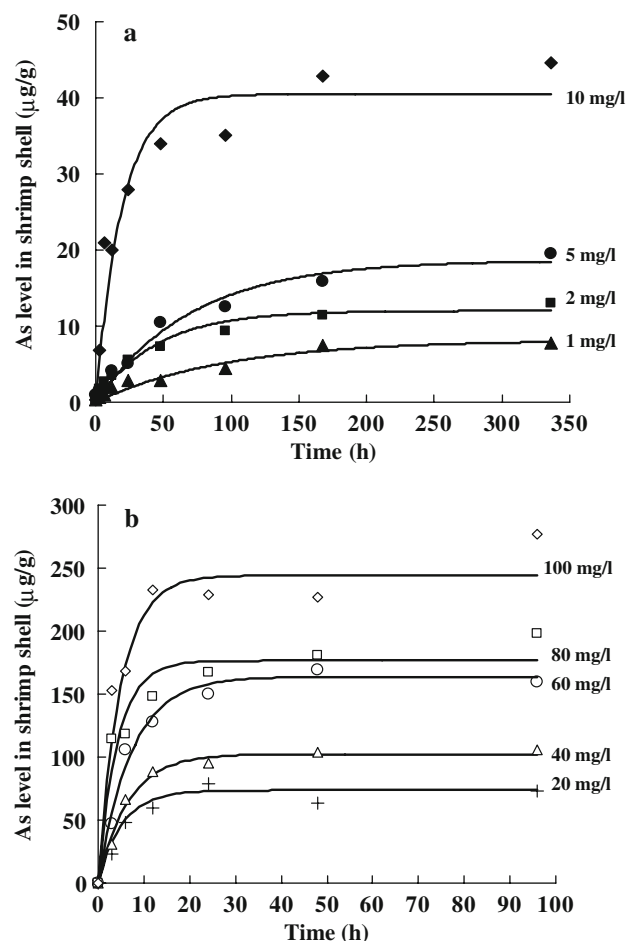 a
As level in shrimp shell (µg/g)
50
40
30
20
10
0
10 mg/l
5 mg/l
2 mg/l
1 mg/l
0 50 100 150 200 250 300 350
Time (h)
b
As level in shrimp shell (µg/g)
300
250
200
150
100
50
0
100 mg/l
80 mg/l
60 mg/l
40 mg/l
20 mg/l
0 10 20 30 40 50 60 70 80 90 100
Time (h)